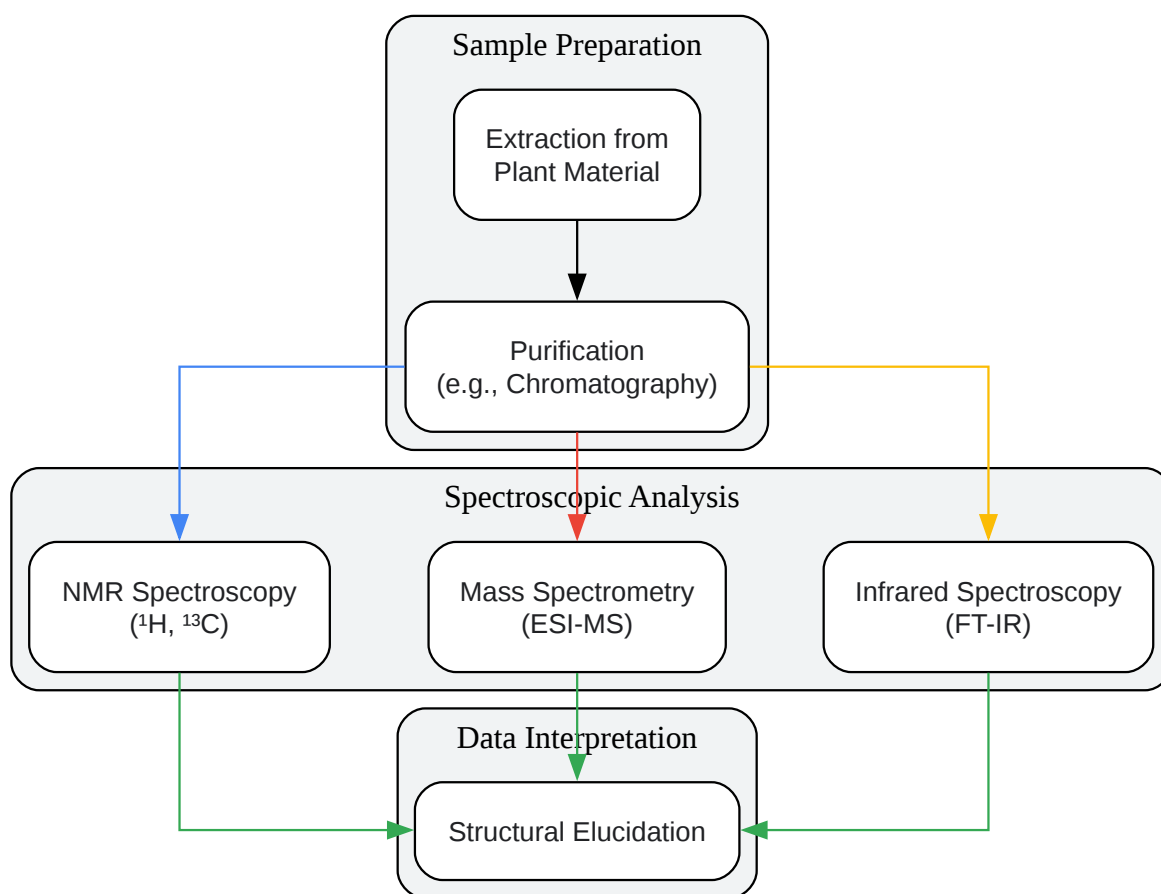 Sample Preparation
Extraction from
Plant Material
Purification
(e.g., Chromatography)
Spectroscopic Analysis
NMR Spectroscopy
(¹H, ¹³C)
Mass Spectrometry
(ESI-MS)
Infrared Spectroscopy
(FT-IR)
Data Interpretation
Structural Elucidation